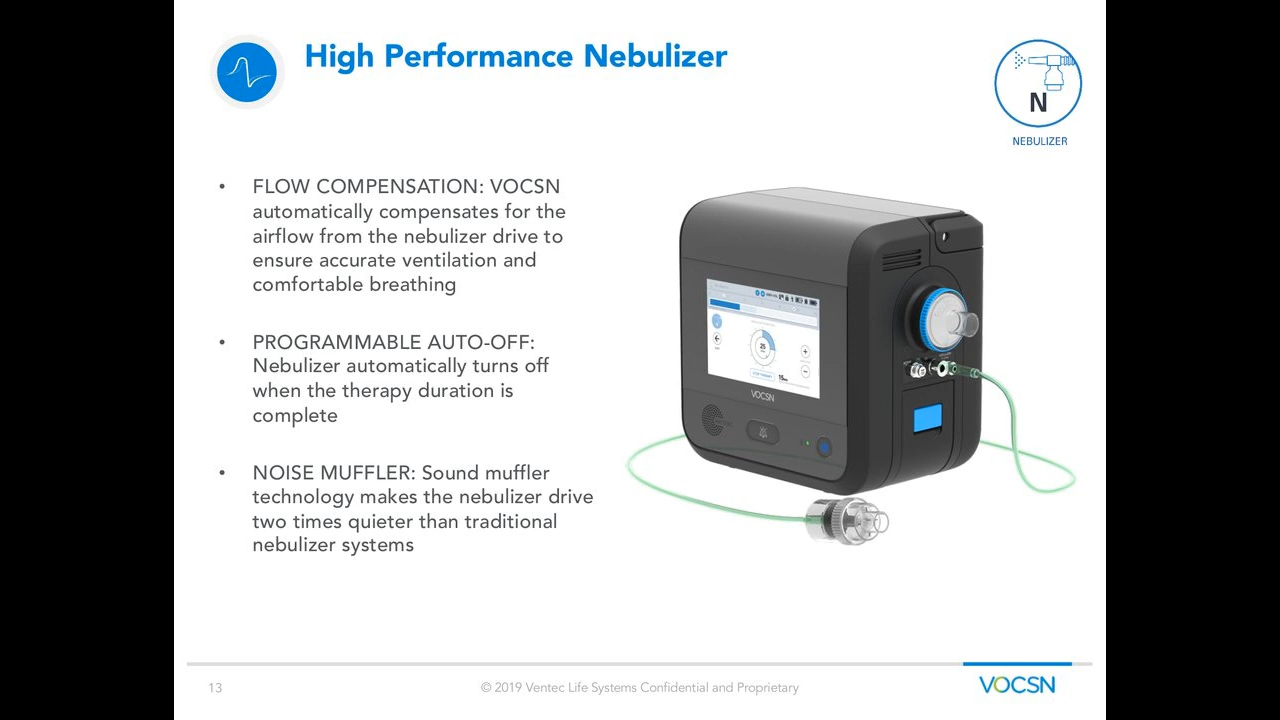 High Performance Nebulizer
N
NEBULIZER
• FLOW COMPENSATION: VOCSN
automatically compensates for the
airflow from the nebulizer drive to
ensure accurate ventilation and
comfortable breathing
• PROGRAMMABLE AUTO-OFF:
Nebulizer automatically turns off
when the therapy duration is
complete
• NOISE MUFFLER: Sound muffler
technology makes the nebulizer drive
two times quieter than traditional
nebulizer systems
25
STOP THERAPY
VOCSN
13
© 2019 Ventec Life Systems Confidential and Proprietary
VOCSN